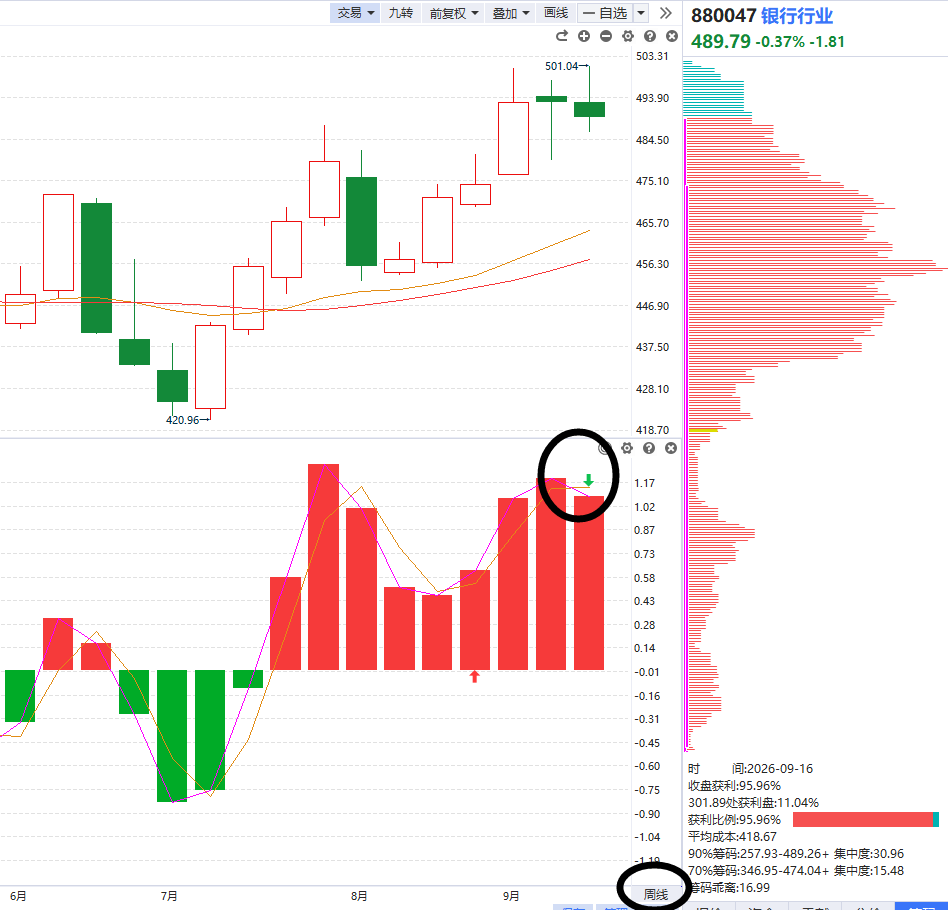 交易 九转 前复权 叠加 画线 自选
880047 银行行业
489.79 -0.37% -1.81
503.31
501.04
493.90
484.50
475.10
465.70
456.30
446.90
437.50
428.10
420.96
418.70
1.17
1.02
0.87
0.73
0.58
0.43
0.28
0.14
-0.01
-0.16
-0.31
-0.45
-0.60
-0.75
-0.90
-1.04
-1.19
6月 7月 8月 9月 周线
时 间:2026-09-16
收盘获利:95.96%
301.89处获利盘:11.04%
获利比例:95.96%
平均成本:418.67
90%筹码:257.93-489.26+ 集中度:30.96
70%筹码:346.95-474.04+ 集中度:15.48
筹码乖离:16.99